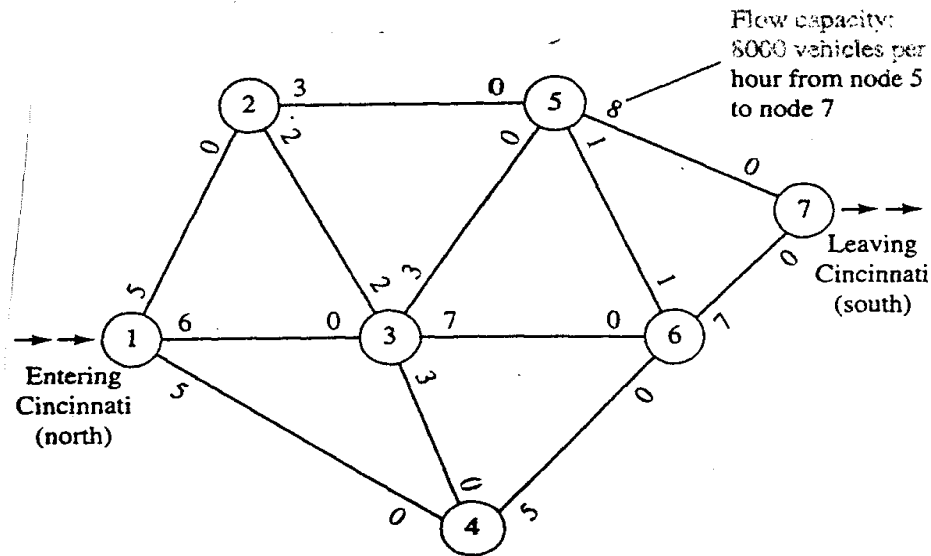 Flow capacity:
8000 vehicles per
hour from node 5
to node 7
2 3 0 5 8
0 2 0 1 0
7
Leaving
Cincinnati
(south)
5 2 3 1 0
1 6 0 3 7 0 6 7
Entering
Cincinnati
(north)
5 3 0
0 0 5
4